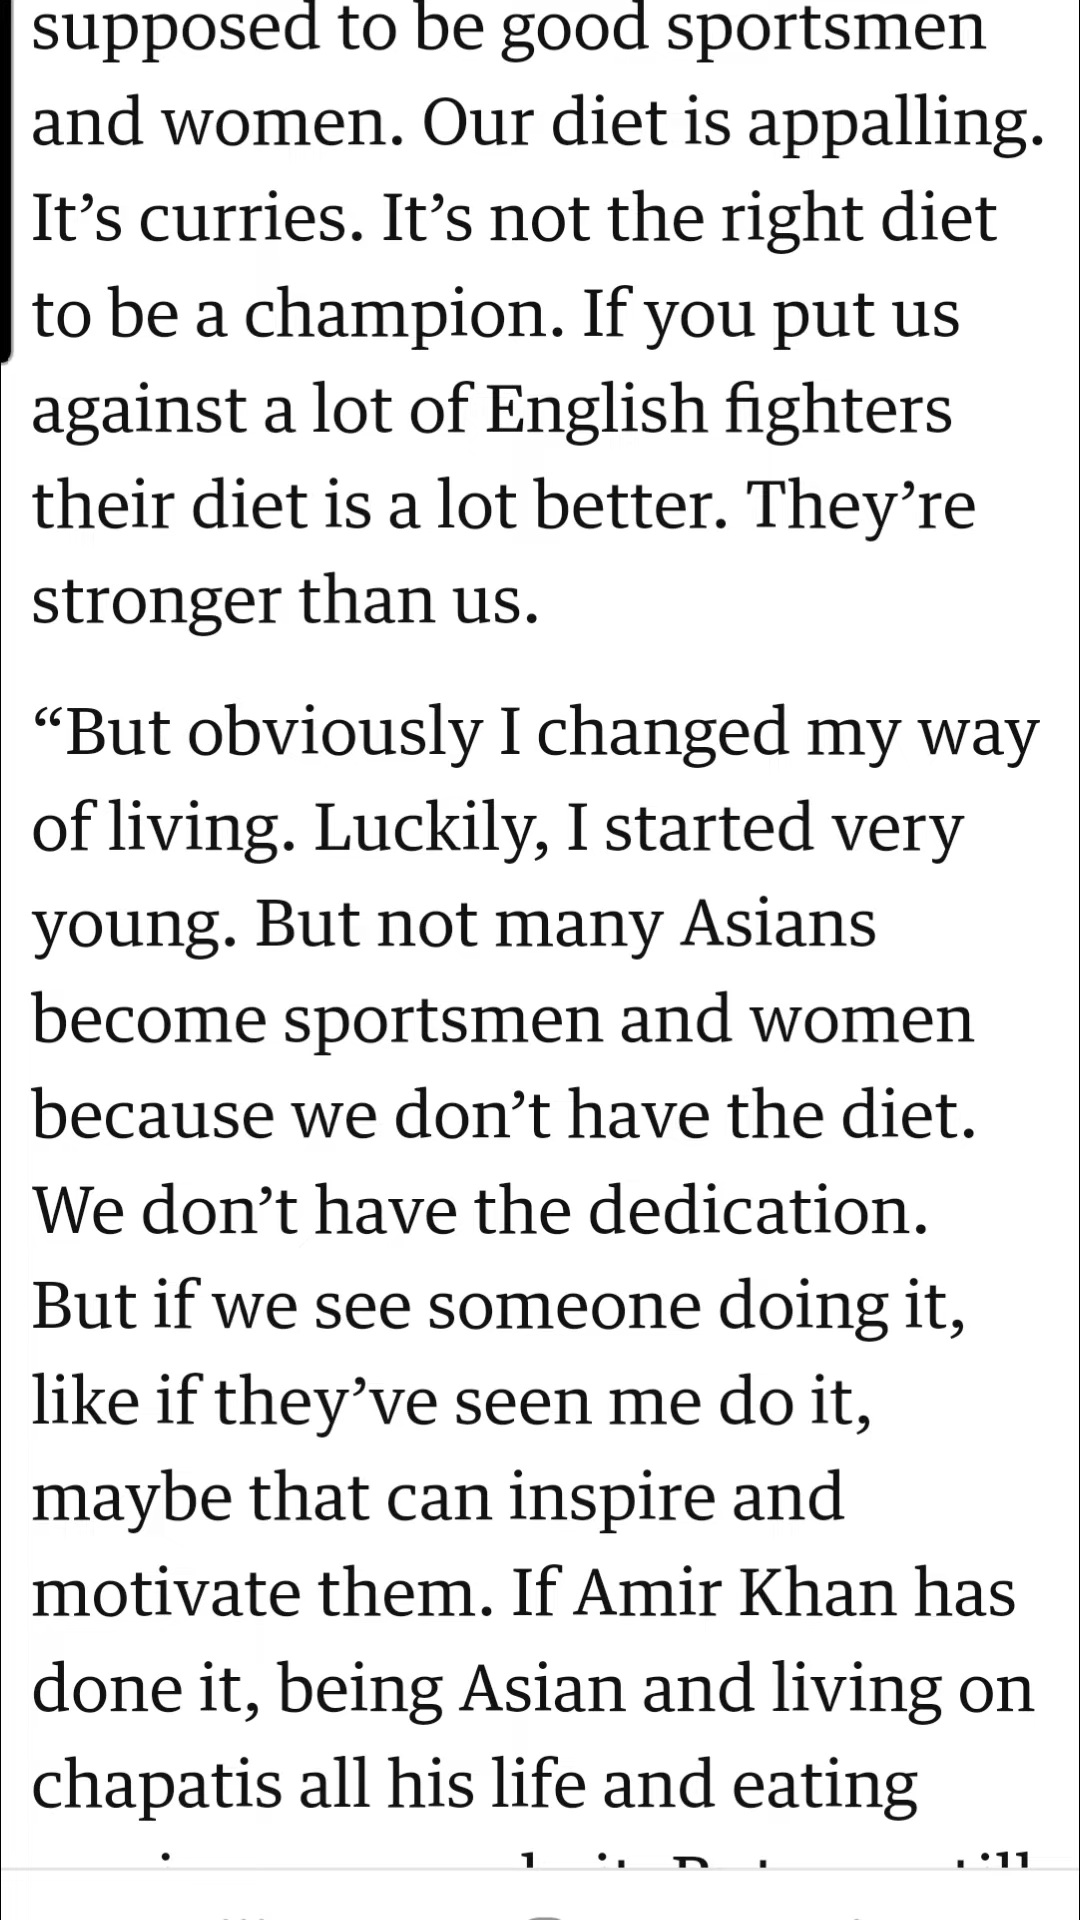 supposed to be good sportsmen
and women. Our diet is appalling.
It’s curries. It’s not the right diet
to be a champion. If you put us
against a lot of English fighters
their diet is a lot better. They’re
stronger than us.
“But obviously I changed my way
of living. Luckily, I started very
young. But not many Asians
become sportsmen and women
because we don’t have the diet.
We don’t have the dedication.
But if we see someone doing it,
like if they’ve seen me do it,
maybe that can inspire and
motivate them. If Amir Khan has
done it, being Asian and living on
chapatis all his life and eating